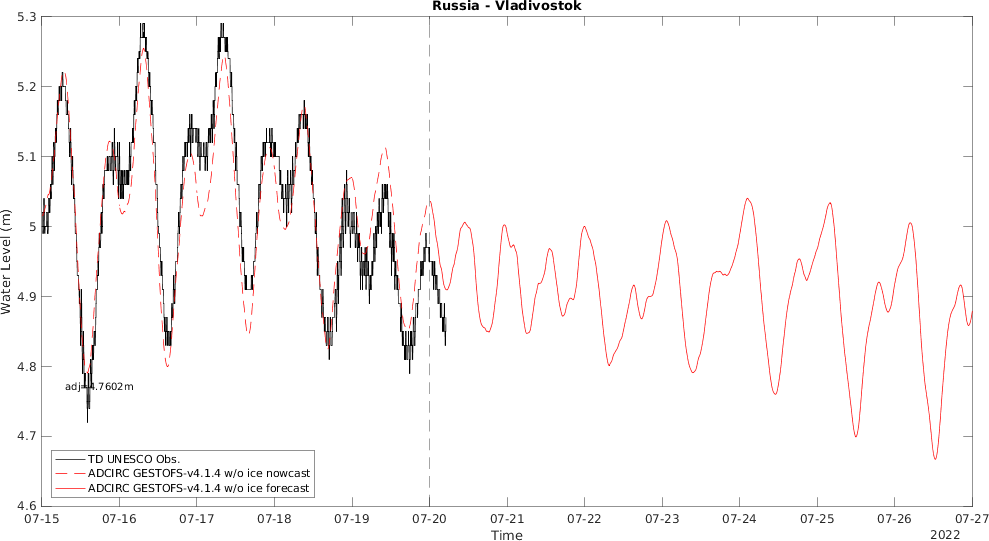 Russia - Vladivostok
5.3
5.2
5.1
5
4.9
4.8
4.7
4.6
Water Level (m)
adj=4.7602m
TD UNESCO Obs.
ADCIRC GESTOFS-v4.1.4 w/o ice nowcast
ADCIRC GESTOFS-v4.1.4 w/o ice forecast
07-15 07-16 07-17 07-18 07-19 07-20 07-21 07-22 07-23 07-24 07-25 07-26 07-27
Time
2022